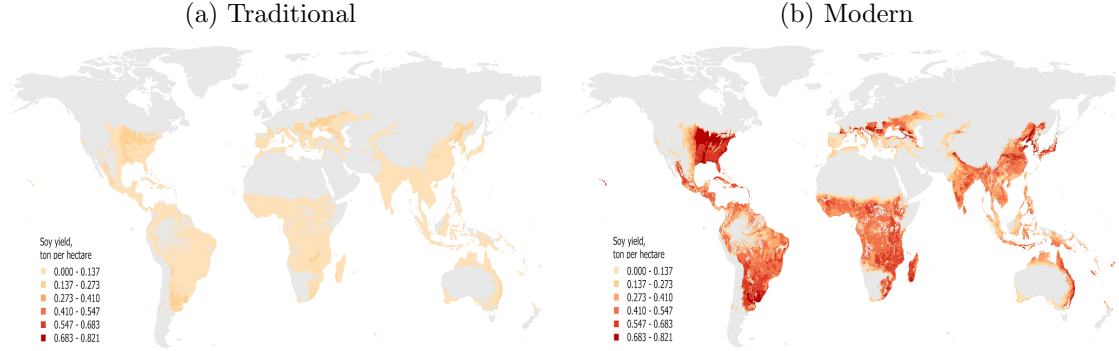 (a) Traditional
Soy yield,
ton per hectare
0.000 - 0.137
0.137 - 0.273
0.273 - 0.410
0.410 - 0.547
0.547 - 0.683
0.683 - 0.821
(b) Modern
Soy yield,
ton per hectare
0.000 - 0.137
0.137 - 0.273
0.273 - 0.410
0.410 - 0.547
0.547 - 0.683
0.683 - 0.821